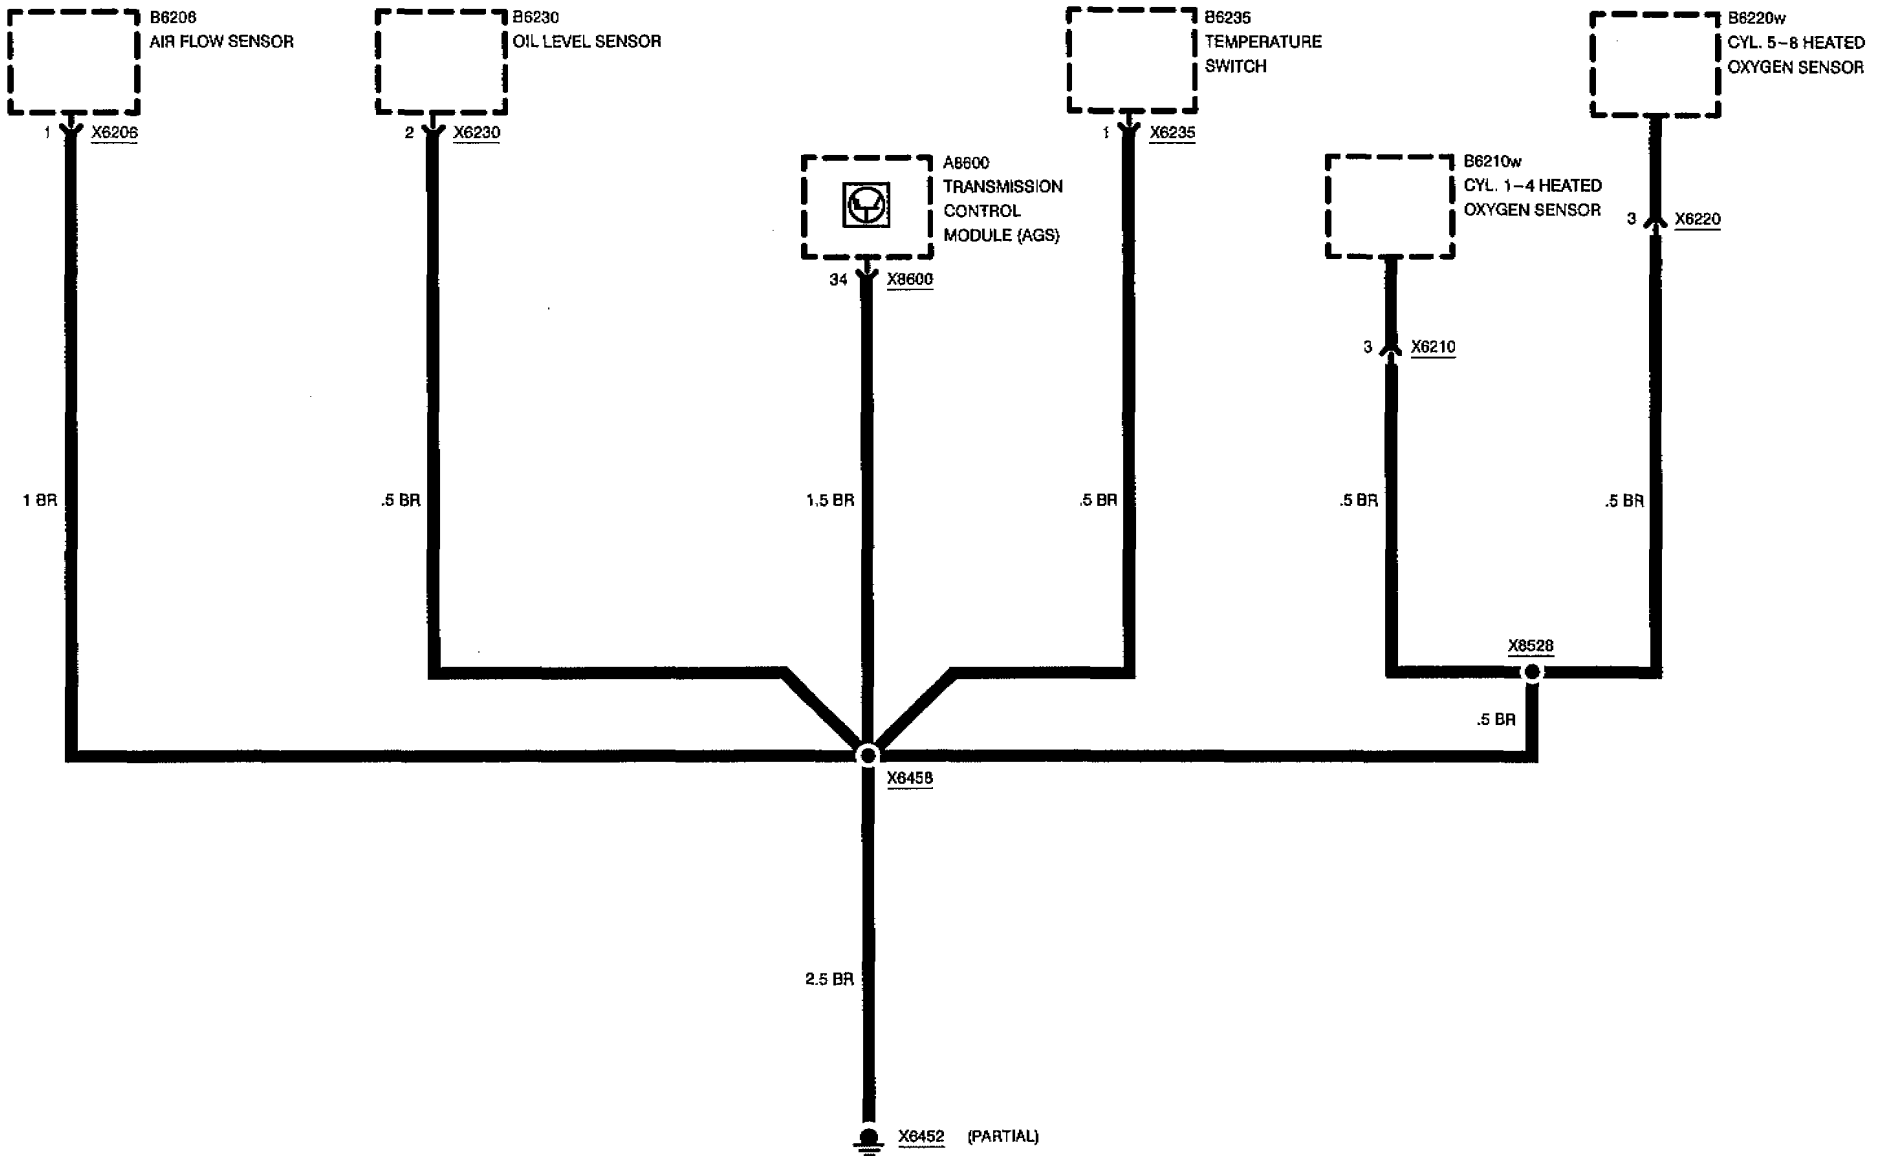 B6206
AIR FLOW SENSOR
B6230
OIL LEVEL SENSOR
B6235
TEMPERATURE
SWITCH
B6220w
CYL. 5-8 HEATED
OXYGEN SENSOR
1 X6206
2 X6230
1 X6235
A8600
TRANSMISSION
CONTROL
MODULE (AGS)
B6210w
CYL. 1-4 HEATED
OXYGEN SENSOR
3 X6220
34 X8600
3 X6210
1 BR
.5 BR
1.5 BR
.5 BR
.5 BR
.5 BR
X8528
.5 BR
X6458
2.5 BR
X6452 (PARTIAL)